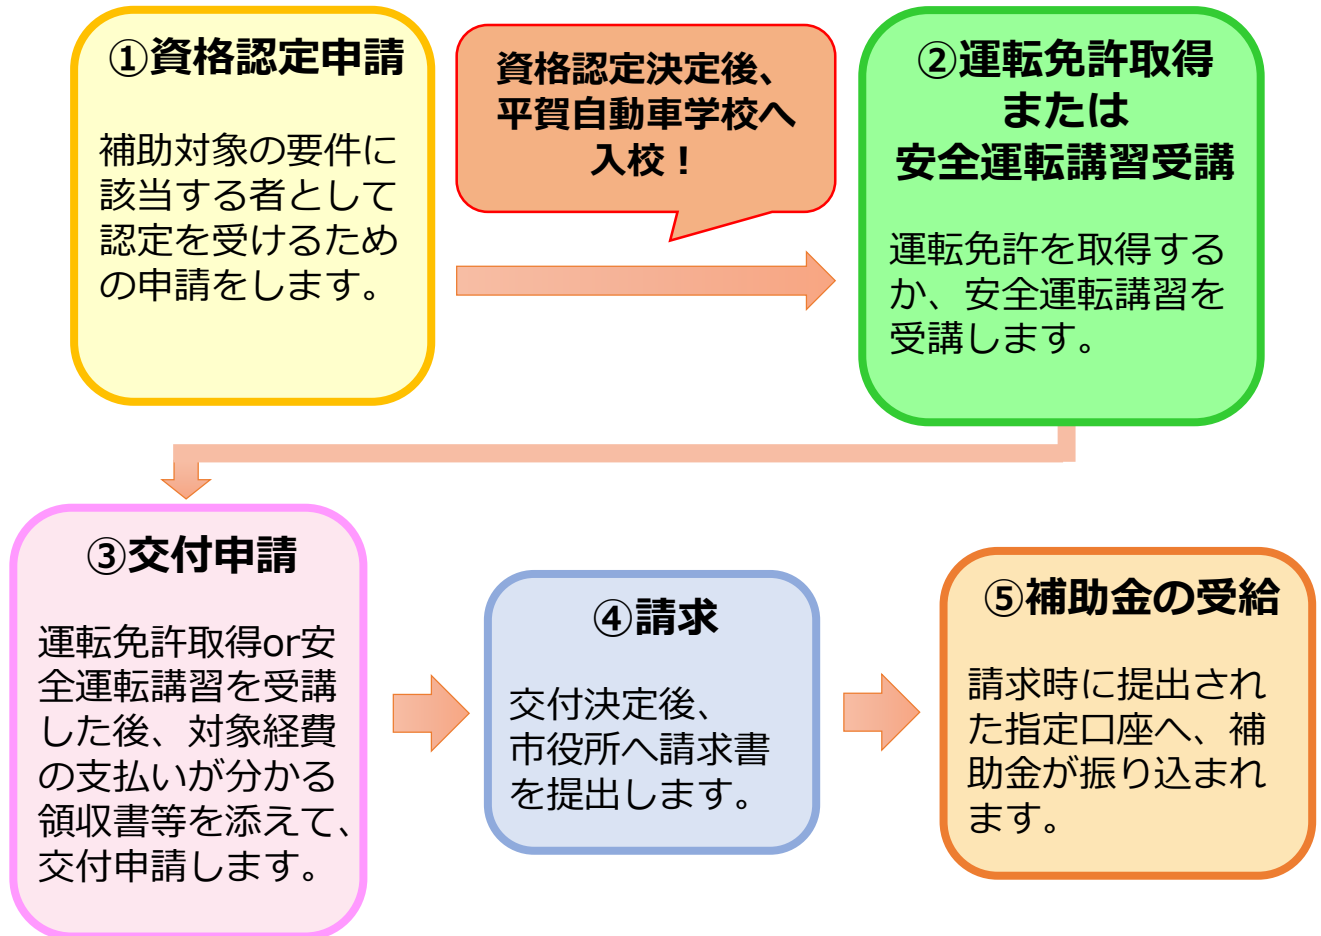 ①資格認定申請
補助対象の要件に
該当する者として
認定を受けるため
の申請をします。
資格認定決定後、
平賀自動車学校へ
入校！
②運転免許取得
または
安全運転講習受講
運転免許を取得する
か、安全運転講習を
受講します。
③交付申請
運転免許取得or安
全運転講習を受講
した後、対象経費
の支払いが分かる
領収書等を添えて、
交付申請します。
④請求
交付決定後、
市役所へ請求書
を提出します。
⑤補助金の受給
請求時に提出され
た指定口座へ、補
助金が振り込まれ
ます。